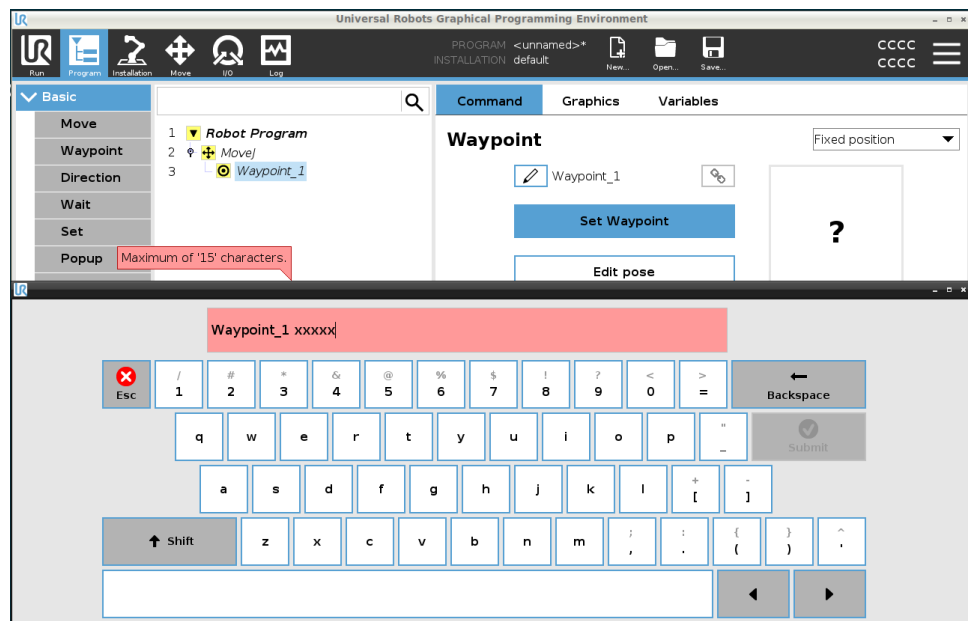 UR
Universal Robots Graphical Programming Environment
UR
Run
Program
Installation
Move
I/O
Log
PROGRAM <unnamed>*
INSTALLATION default
New...
Open...
Save...
CCCC
CCCC
Basic
Move
Waypoint
Direction
Wait
Set
Popup
1 Robot Program
2 MoveJ
3 Waypoint_1
Command Graphics Variables
Waypoint
Fixed position
Waypoint_1
Set Waypoint
Edit pose
?
Maximum of '15' characters.
UR
Waypoint_1 xxxxx
Esc
/ # * & @ % $ ! ? < >
1 2 3 4 5 6 7 8 9 0 =
Backspace
q w e r t y u i o p " _
Submit
a s d f g h j k l + [ - ]
Shift
z x c v b n m ; , : . { ( } ) ^ '